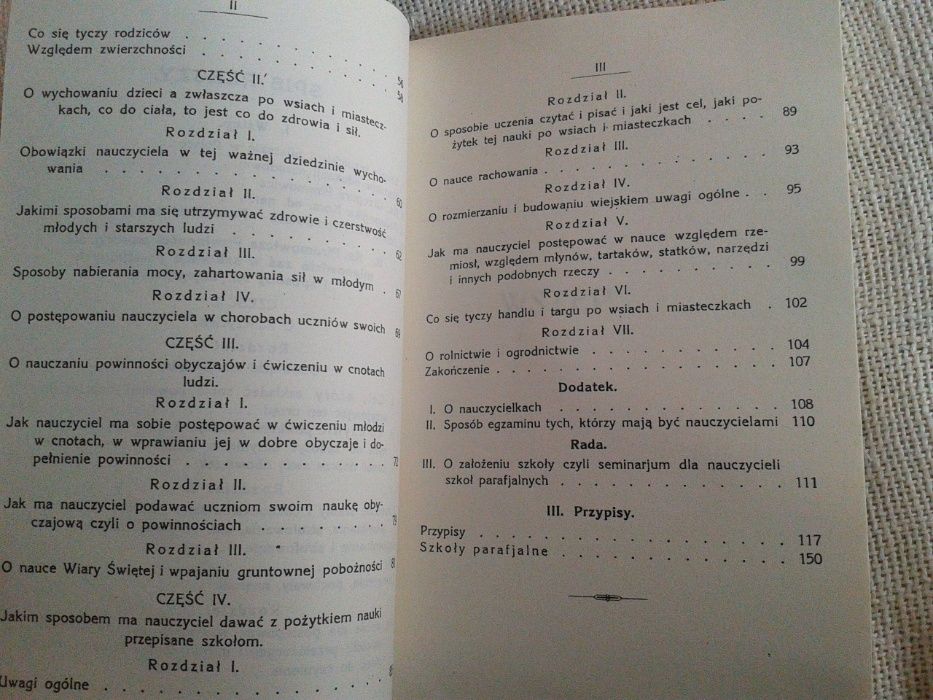 II
Co się tyczy rodziców . . . . . . . . . . . 54
Względem zwierzchności . . . . . . . . . . . 54
CZĘŚĆ II.
O wychowaniu dzieci a zwłaszcza po wsiach i miastecz-
kach, co do ciała, to jest co do zdrowia i sił.
Rozdział I.
Obowiązki nauczyciela w tej ważnej dziedzinie wycho-
wania . . . . . . . . . . . . . . . 60
Rozdział II.
Jakimi sposobami ma się utrzymywać zdrowie i czerstwość
młodych i starszych ludzi . . . . . . . . . 62
Rozdział III.
Sposoby nabierania mocy, zahartowania sił w młodym . 67
Rozdział IV.
O postępowaniu nauczyciela w chorobach uczniów swoich 69
CZĘŚĆ III.
O nauczaniu powinności obyczajów i ćwiczeniu w cnotach
ludzi.
Rozdział I.
Jak nauczyciel ma sobie postępować w ćwiczeniu młodzi
w cnotach, w wprawianiu jej w dobre obyczaje i do-
pełnienie powinności . . . . . . . . . .
Rozdział II.
Jak ma nauczyciel podawać uczniom swoim naukę oby-
czajową czyli o powinnościach . . . . . . . 79
Rozdział III.
O nauce Wiary Świętej i wpajaniu gruntownej pobożności
CZĘŚĆ IV.
Jakim sposobem ma nauczyciel dawać z pożytkiem nauki
przepisane szkołom.
Rozdział I.
Uwagi ogólne . . . . . . . . . . . . . .
III
Rozdział II.
O sposobie uczenia czytać i pisać i jaki jest cel, jaki po-
żytek tej nauki po wsiach i miasteczkach . . . . 89
Rozdział III.
O nauce rachowania . . . . . . . . . . . . 93
Rozdział IV.
O rozmierzaniu i budowaniu wiejskiem uwagi ogólne . . 95
Rozdział V.
Jak ma nauczyciel postępować w nauce względem rze-
miosł, względem młynów, tartaków, statków, narzędzi
i innych podobnych rzeczy . . . . . . . . . 99
Rozdział VI.
Co się tyczy handlu i targu po wsiach i miasteczkach . 102
Rozdział VII.
O rolnictwie i ogrodnictwie . . . . . . . . . 104
Zakończenie . . . . . . . . . . . . . . 107
Dodatek.
I. O nauczycielkach . . . . . . . . . . . 108
II. Sposób egzaminu tych, którzy mają być nauczycielami 110
Rada.
III. O założeniu szkoły czyli seminarjum dla nauczycieli
szkół parafjalnych . . . . . . . . . . . . 111
III. Przypisy.
Przypisy . . . . . . . . . . . . . . . 117
Szkoły parafjalne . . . . . . . . . . . . 150